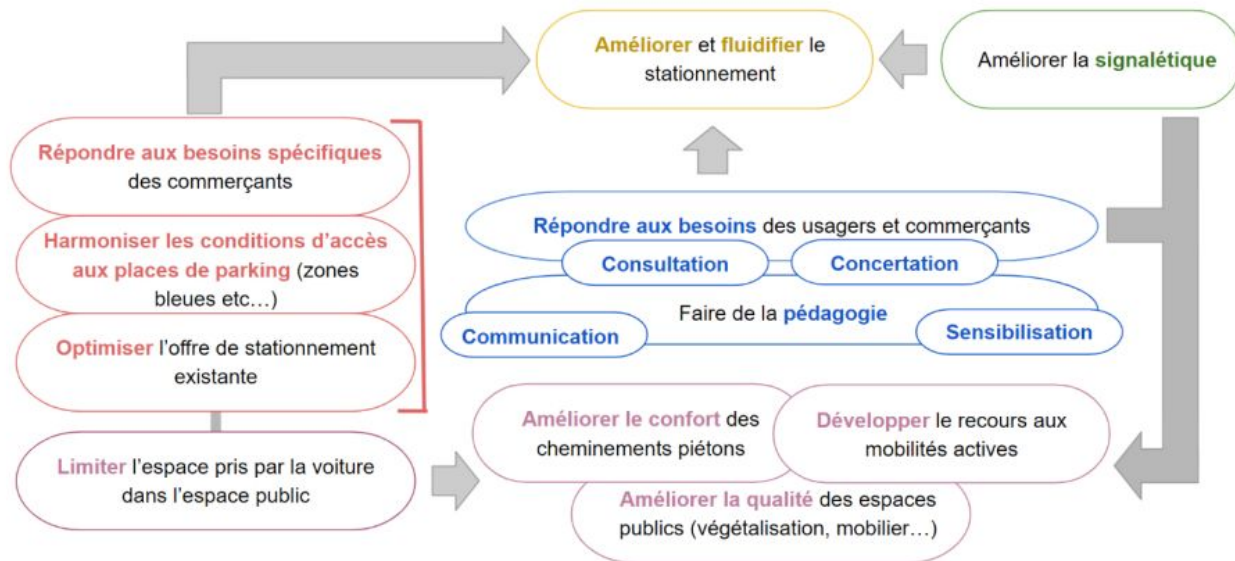 Améliorer et fluidifier le
stationnement
Améliorer la signalétique
Répondre aux besoins spécifiques
des commerçants
Harmoniser les conditions d'accès
aux places de parking (zones
bleues etc…)
Optimiser l'offre de stationnement
existante
Limiter l'espace pris par la voiture
dans l'espace public
Répondre aux besoins des usagers et commerçants
Consultation
Concertation
Faire de la pédagogie
Communication
Sensibilisation
Améliorer le confort des
cheminements piétons
Développer le recours aux
mobilités actives
Améliorer la qualité des espaces
publics (végétalisation, mobilier…)